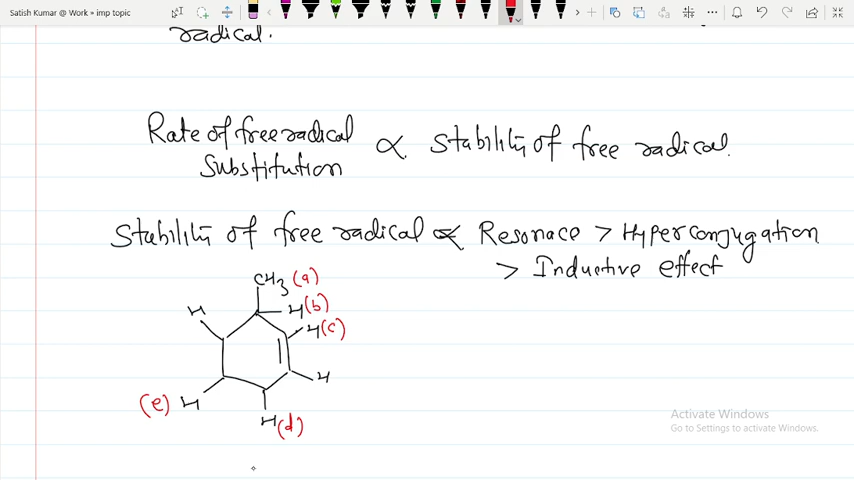 Satish Kumar @ Work » imp topic
radical.
Rate of free radical
Substitution
∝ Stability of free radical.
Stability of free radical ∝ Resonace > Hyperconjugation
> Inductive effect
CH3 (a)
H
H (b)
H (c)
H
(e) H
H (d)
Activate Windows
Go to Settings to activate Windows.